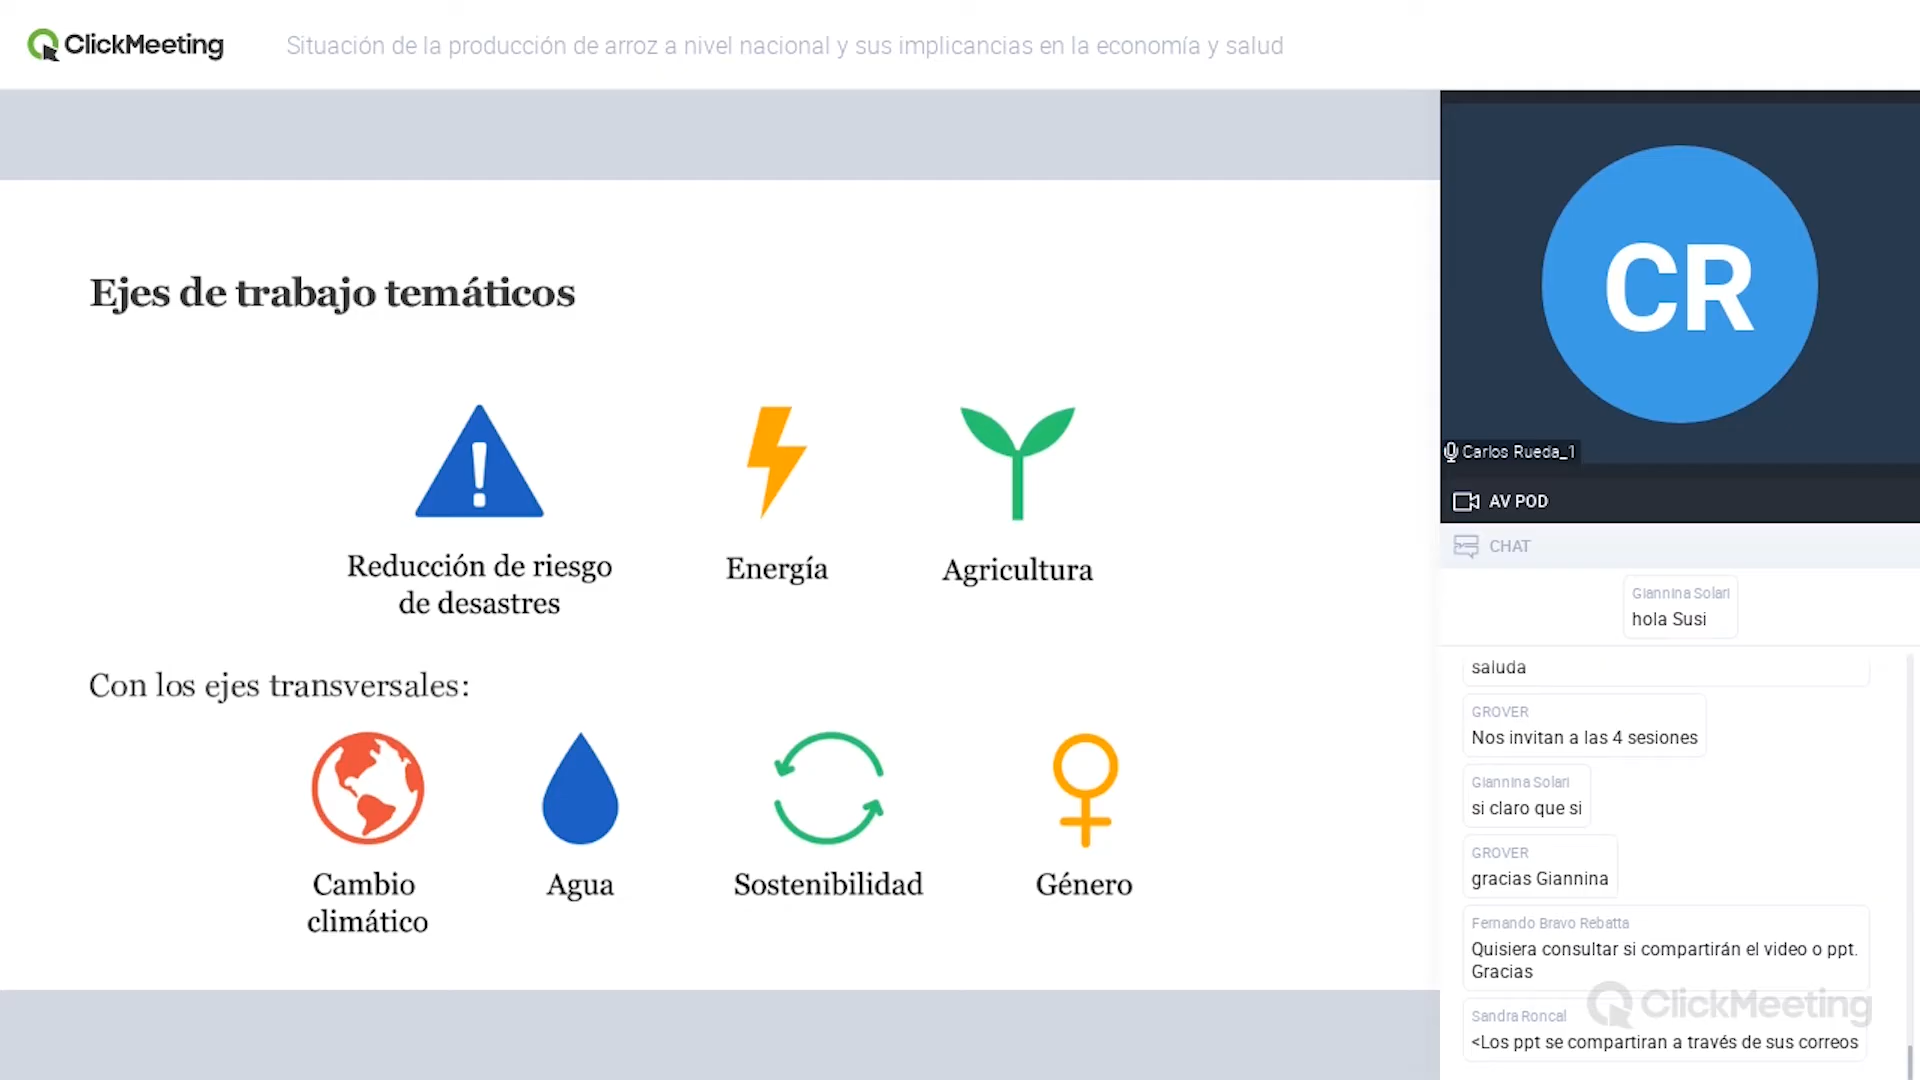 ClickMeeting
Situación de la producción de arroz a nivel nacional y sus implicancias en la economía y salud
Ejes de trabajo temáticos
Reducción de riesgo
de desastres
Energía
Agricultura
Con los ejes transversales:
Cambio
climático
Agua
Sostenibilidad
Género
CR
Carlos Rueda_1
AV POD
CHAT
Giannina Solari
hola Susi
saluda
GROVER
Nos invitan a las 4 sesiones
Giannina Solari
si claro que si
GROVER
gracias Giannina
Fernando Bravo Rebatta
Quisiera consultar si compartirán el video o ppt.
Gracias
Sandra Roncal
<Los ppt se compartiran a través de sus correos
ClickMeeting